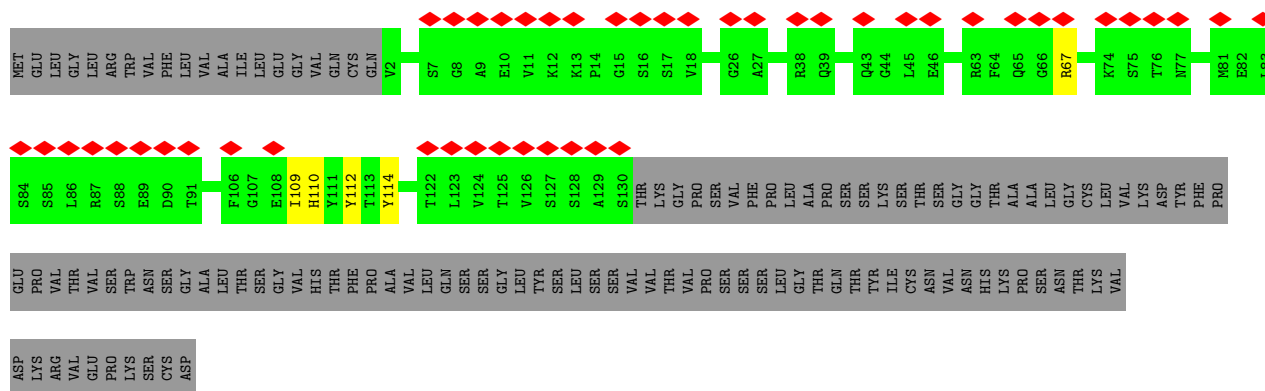 MET GLU LEU GLY LEU ARG TRP VAL PHE LEU VAL ALA ILE LEU GLU GLY VAL GLN CYS GLN V2 S7 G8 A9 E10 V11 K12 K13 P14 G15 S16 S17 V18 G26 A27 R38 Q39 Q43 G44 L45 E46 R63 F64 Q65 G66 R67 K74 S75 T76 N77 M81 E82
S84 S85 L86 R87 S88 E89 D90 T91 F106 G107 E108 I109 H110 Y111 Y112 T113 Y114 T122 L123 V124 T125 V126 S127 S128 A129 S130 THR LYS GLY PRO SER VAL PHE PRO LEU ALA PRO SER SER LYS SER THR SER GLY GLY THR ALA ALA LEU GLY CYS LEU VAL LYS ASP TYR PHE PRO
GLU PRO VAL THR VAL SER TRP ASN SER GLY ALA LEU THR SER GLY VAL HIS THR PHE PRO ALA VAL LEU GLN SER SER GLY LEU TYR SER LEU SER SER VAL VAL THR VAL PRO SER SER SER LEU GLY THR GLN THR TYR ILE CYS ASN VAL ASN HIS LYS PRO SER ASN THR LYS VAL
ASP LYS ARG VAL GLU PRO LYS SER CYS ASP